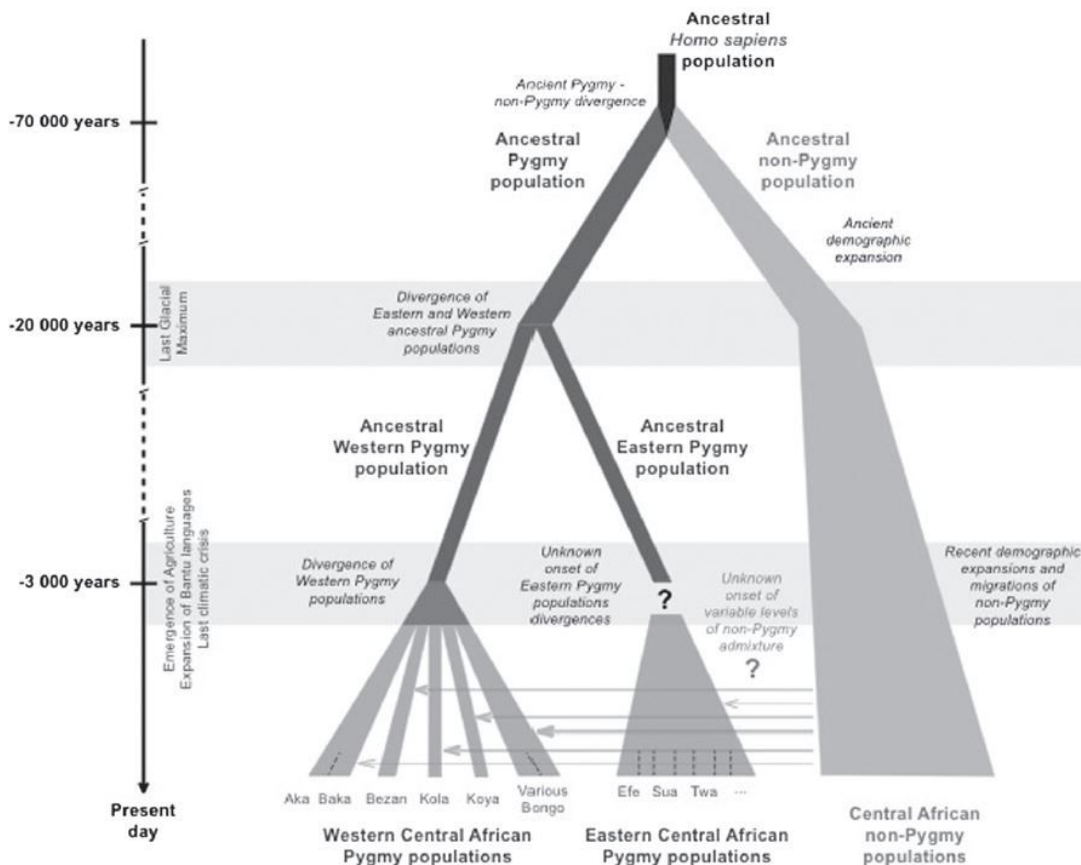 Ancestral
Homo sapiens
population
Ancient Pygmy -
non-Pygmy divergence
-70 000 years
Ancestral
Pygmy
population
Ancestral
non-Pygmy
population
Ancient
demographic
expansion
Last Glacial
Maximum
-20 000 years
Divergence of
Eastern and Western
ancestral Pygmy
populations
Ancestral
Western Pygmy
population
Ancestral
Eastern Pygmy
population
Emergence of Agriculture
Expansion of Bantu languages
Last climatic crisis
-3 000 years
Divergence of
Western Pygmy
populations
Unknown
onset of
Eastern Pygmy
populations
divergences
?
Unknown
onset of
variable levels
of non-Pygmy
admixture
?
Recent demographic
expansions and
migrations of
non-Pygmy
populations
Aka Baka Bezan Kola Koya Various
Bongo
Efe Sua Twa ...
Present
day
Western Central African
Pygmy populations
Eastern Central African
Pygmy populations
Central African
non-Pygmy
populations